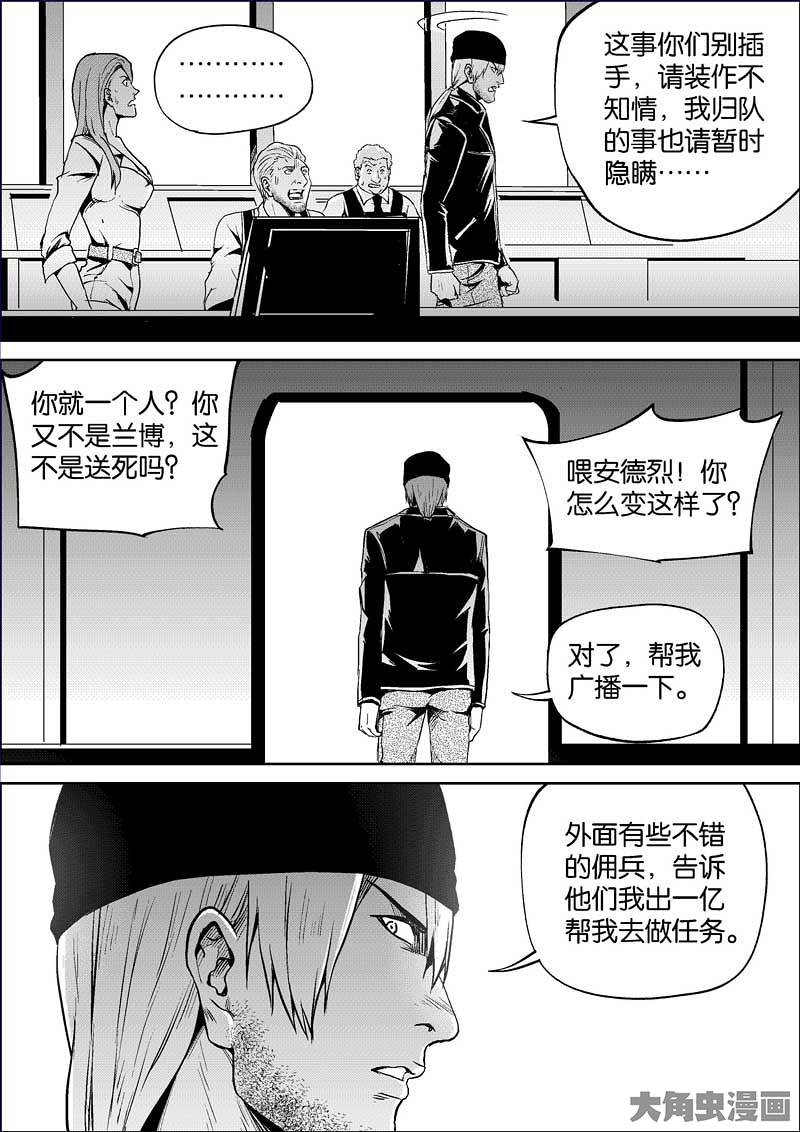 …………
…………
这事你们别插
手，请装作不
知情，我归队
的事也请暂时
隐瞒……
你就一个人？你
又不是兰博，这
不是送死吗？
喂安德烈！你
怎么变这样了？
对了，帮我
广播一下。
外面有些不错
的佣兵，告诉
他们我出一亿
帮我去做任务。
大角虫漫画